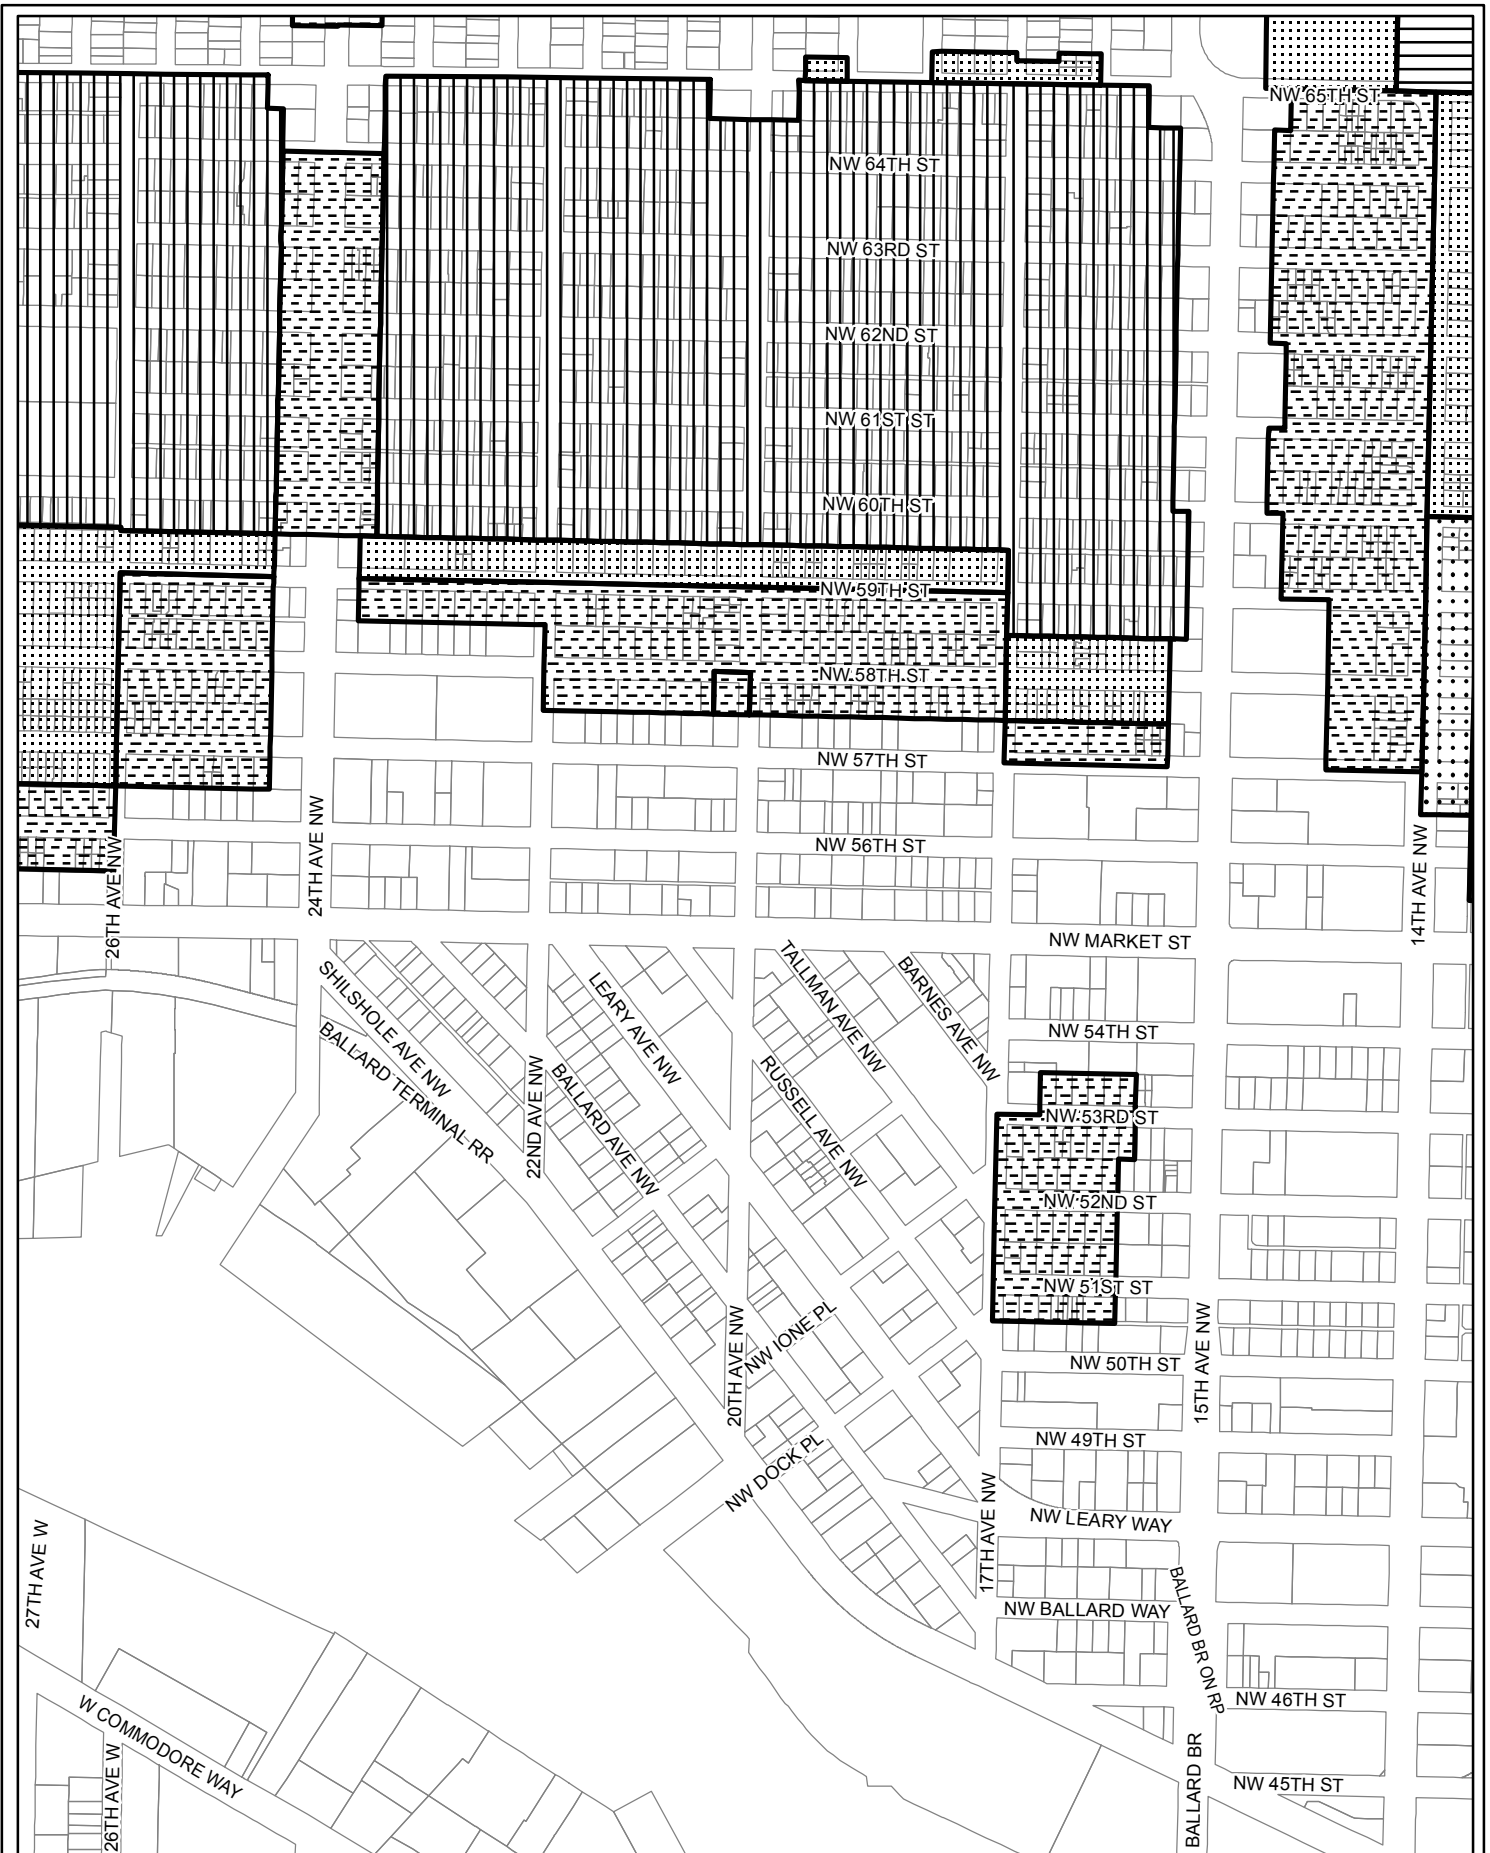 NW 65TH ST
NW 64TH ST
NW 63RD ST
NW 62ND ST
NW 61ST ST
NW 60TH ST
NW 59TH ST
NW 58TH ST
NW 57TH ST
NW 56TH ST
24TH AVE NW
26TH AVE NW
14TH AVE NW
NW MARKET ST
SHILSHOLE AVE NW
LEARY AVE NW
TALLMAN AVE NW
BARNES AVE NW
NW 54TH ST
BALLARD TERMINAL RR
22ND AVE NW
BALLARD AVE NW
RUSSELL AVE NW
NW 53RD ST
NW 52ND ST
NW 51ST ST
20TH AVE NW
NW IONE PL
15TH AVE NW
NW 50TH ST
NW 49TH ST
NW DOCK PL
17TH AVE NW
NW LEARY WAY
27TH AVE W
BALLARD BR ON RP
NW BALLARD WAY
NW 46TH ST
W COMMODORE WAY
26TH AVE W
BALLARD BR
NW 45TH ST